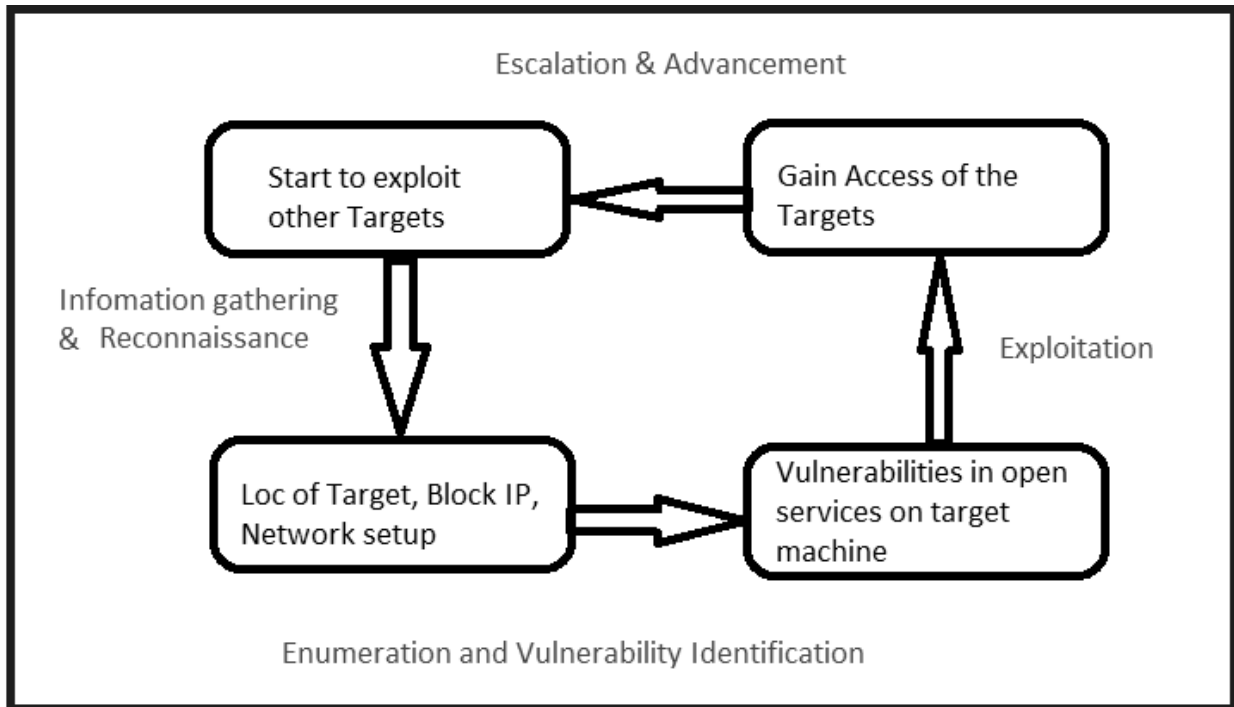 Escalation & Advancement
Start to exploit
other Targets
Gain Access of the
Targets
Infomation gathering
& Reconnaissance
Exploitation
Loc of Target, Block IP,
Network setup
Vulnerabilities in open
services on target
machine
Enumeration and Vulnerability Identification